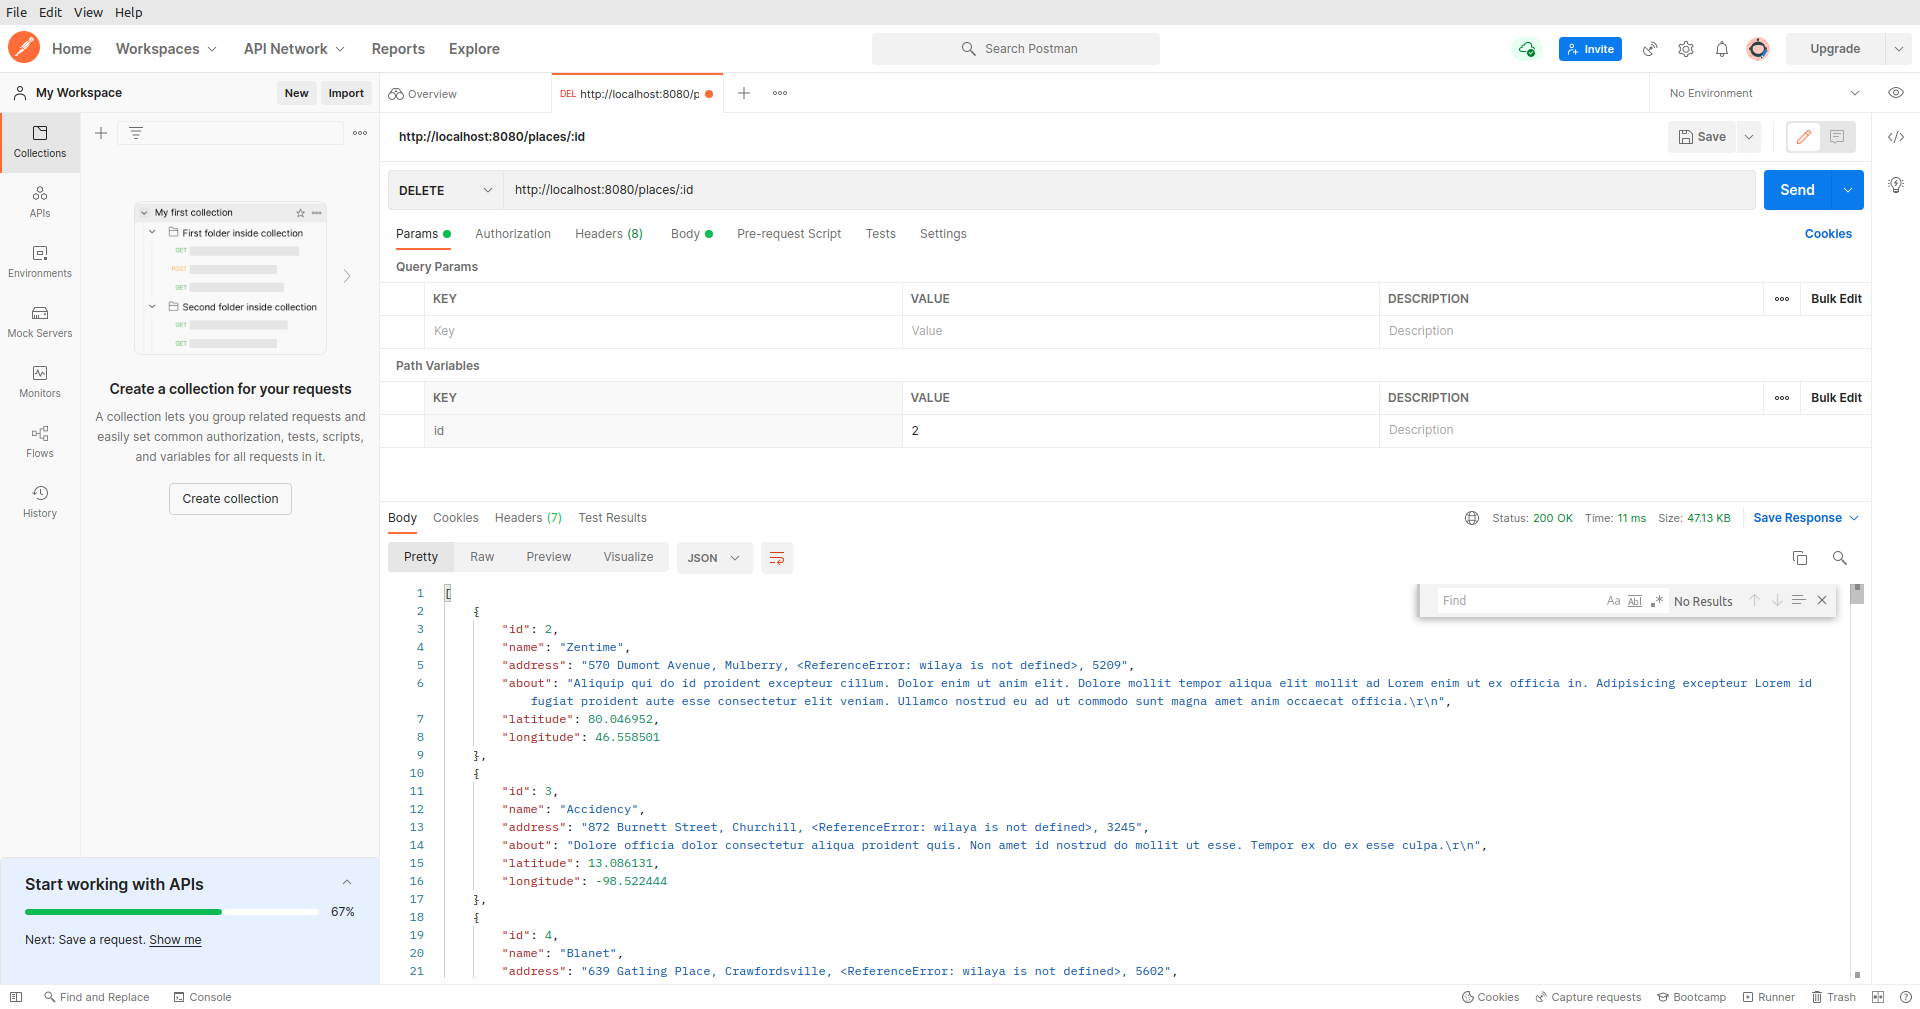 File Edit View Help
Home Workspaces API Network Reports Explore Search Postman Invite Upgrade
My Workspace New Import Overview DEL http://localhost:8080/p No Environment
Collections
APIs
Environments
Mock Servers
Monitors
Flows
History
My first collection
First folder inside collection
GET
POST
GET
Second folder inside collection
GET
GET
Create a collection for your requests
A collection lets you group related requests and
easily set common authorization, tests, scripts,
and variables for all requests in it.
Create collection
Start working with APIs
67%
Next: Save a request. Show me
http://localhost:8080/places/:id Save
DELETE http://localhost:8080/places/:id Send
Params Authorization Headers (8) Body Pre-request Script Tests Settings Cookies
Query Params
KEY VALUE DESCRIPTION Bulk Edit
Key Value Description
Path Variables
KEY VALUE DESCRIPTION Bulk Edit
id 2 Description
Body Cookies Headers (7) Test Results Status: 200 OK Time: 11 ms Size: 47.13 KB Save Response
Pretty Raw Preview Visualize JSON
Find Aa Abl .* No Results
1 [
2 {
3 "id": 2,
4 "name": "Zentime",
5 "address": "570 Dumont Avenue, Mulberry, <ReferenceError: wilaya is not defined>, 5209",
6 "about": "Aliquip qui do id proident excepteur cillum. Dolor enim ut anim elit. Dolore mollit tempor aliqua elit mollit ad Lorem enim ut ex officia in. Adipisicing excepteur Lorem id
fugiat proident aute esse consectetur elit veniam. Ullamco nostrud eu ad ut commodo sunt magna amet anim occaecat officia.\r\n",
7 "latitude": 80.046952,
8 "longitude": 46.558501
9 },
10 {
11 "id": 3,
12 "name": "Accidency",
13 "address": "872 Burnett Street, Churchill, <ReferenceError: wilaya is not defined>, 3245",
14 "about": "Dolore officia dolor consectetur aliqua proident quis. Non amet id nostrud do mollit ut esse. Tempor ex do ex esse culpa.\r\n",
15 "latitude": 13.086131,
16 "longitude": -98.522444
17 },
18 {
19 "id": 4,
20 "name": "Blanet",
21 "address": "639 Gatling Place, Crawfordsville, <ReferenceError: wilaya is not defined>, 5602",
Find and Replace Console Cookies Capture requests Bootcamp Runner Trash